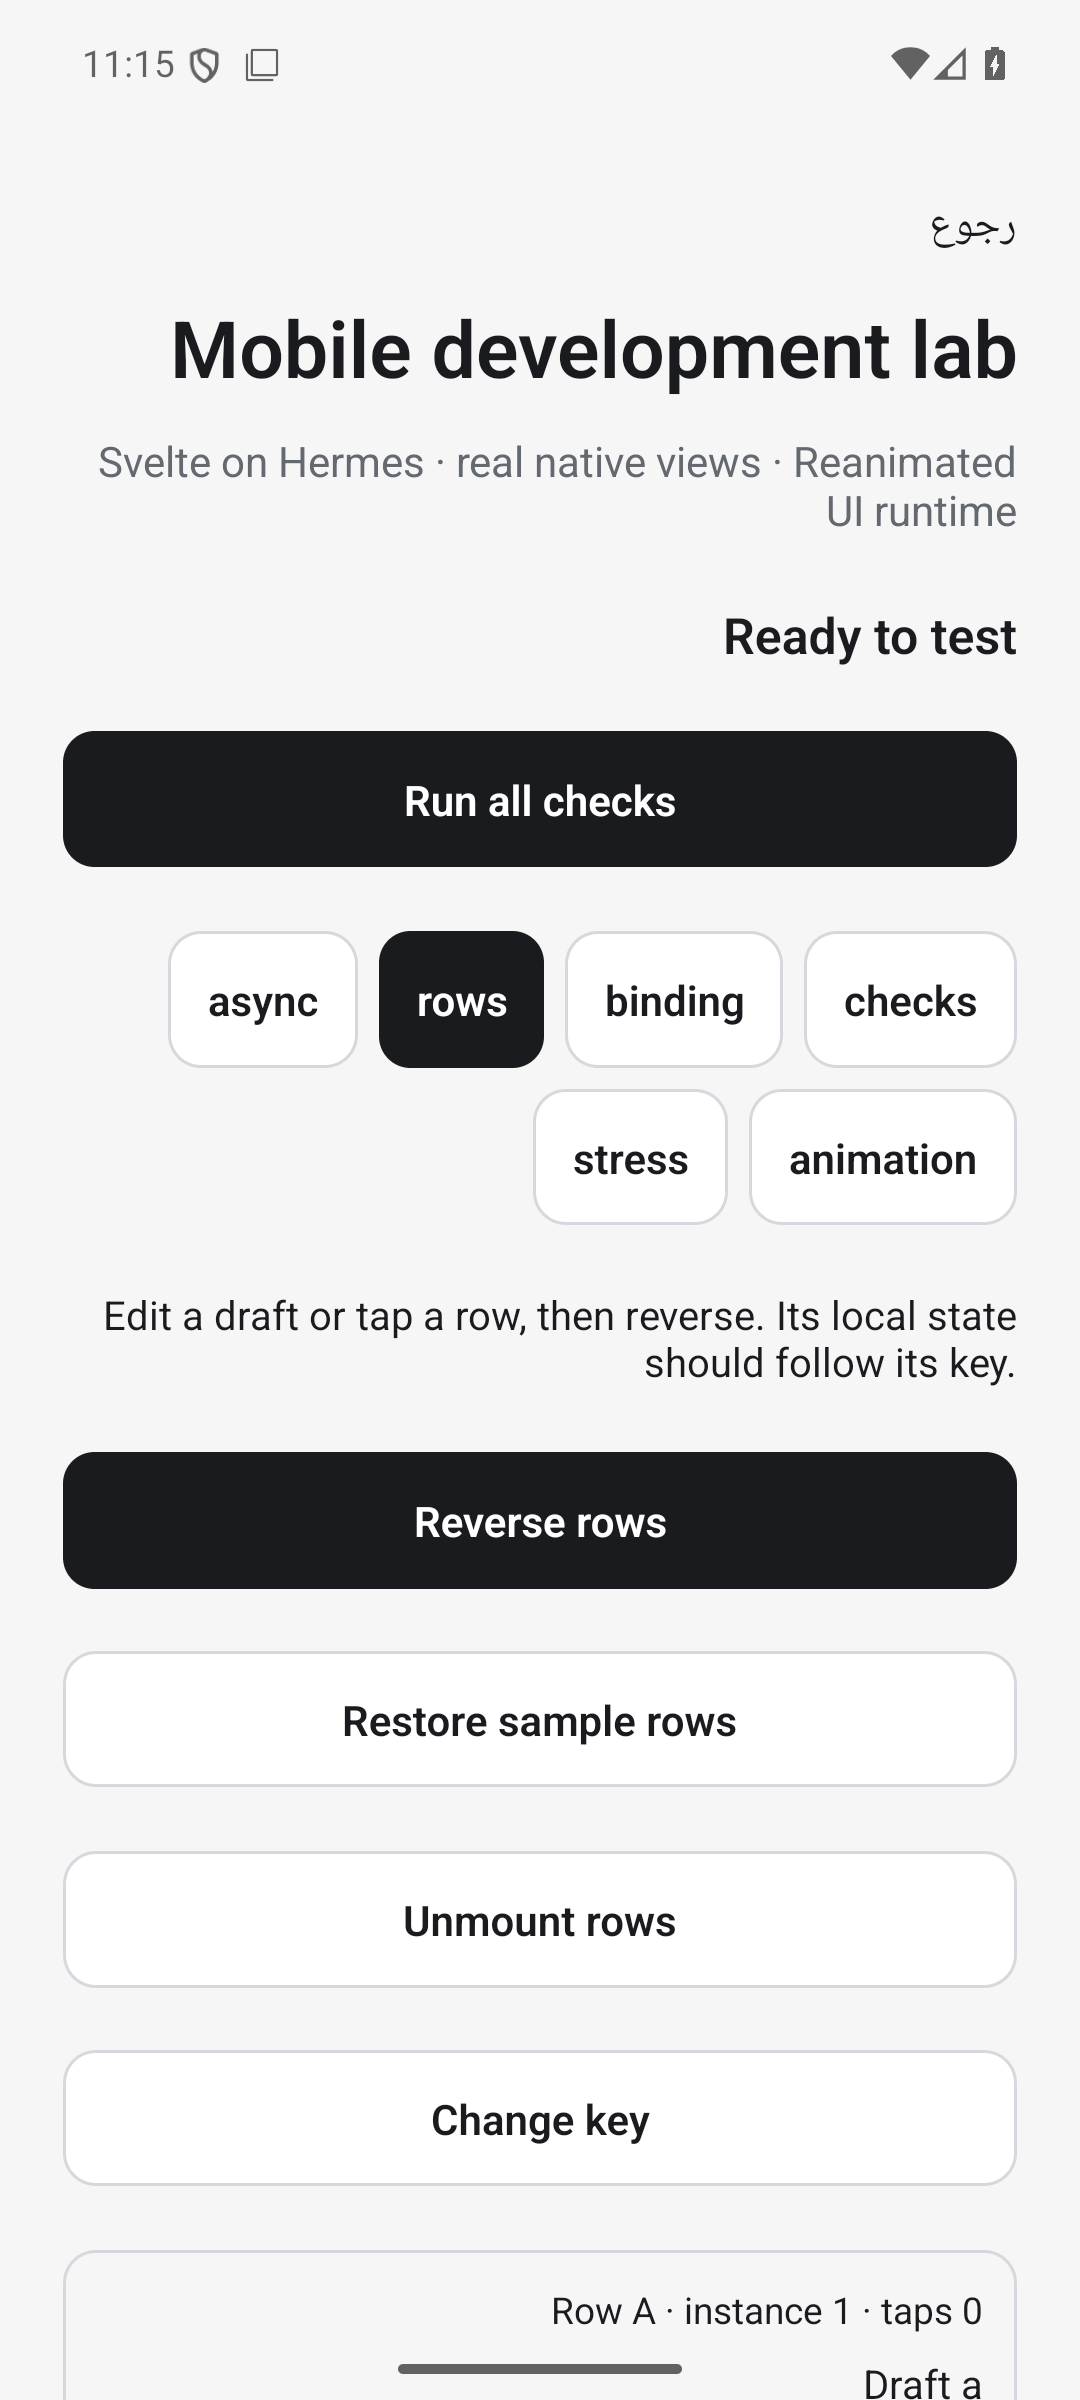 11:15
رجوع
Mobile development lab
Svelte on Hermes · real native views · Reanimated
UI runtime
Ready to test
Run all checks
checks
binding
rows
async
animation
stress
Edit a draft or tap a row, then reverse. Its local state
should follow its key.
Reverse rows
Restore sample rows
Unmount rows
Change key
Row A · instance 1 · taps 0
Draft a